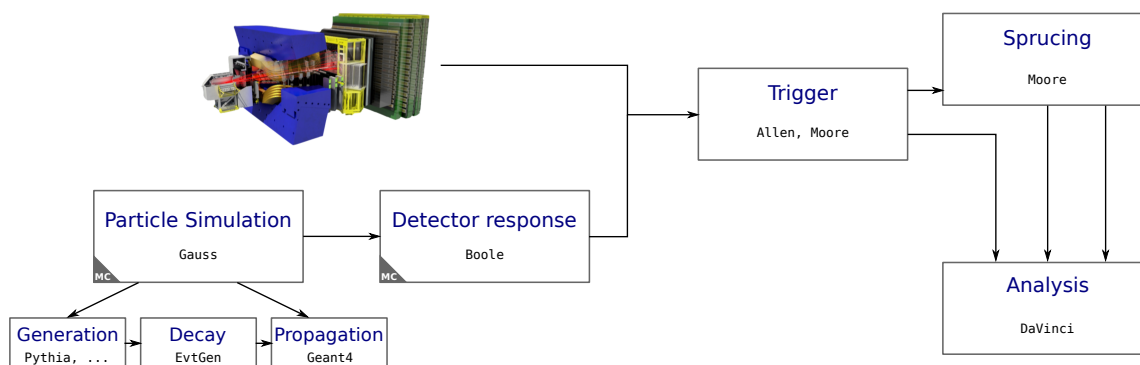 Sprucing
Moore
Trigger
Allen, Moore
Particle Simulation
Gauss
MC
Detector response
Boole
MC
Analysis
DaVinci
Generation
Pythia, ...
Decay
EvtGen
Propagation
Geant4